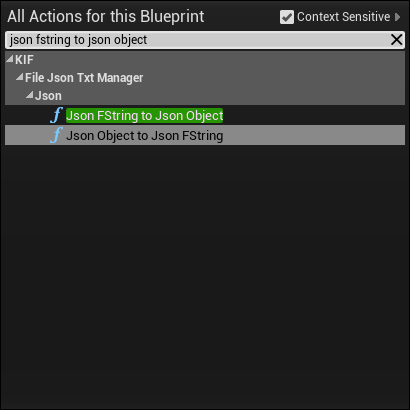 All Actions for this Blueprint Context Sensitive
json fstring to json object
KIF
File Json Txt Manager
Json
Json FString to Json Object
Json Object to Json FString